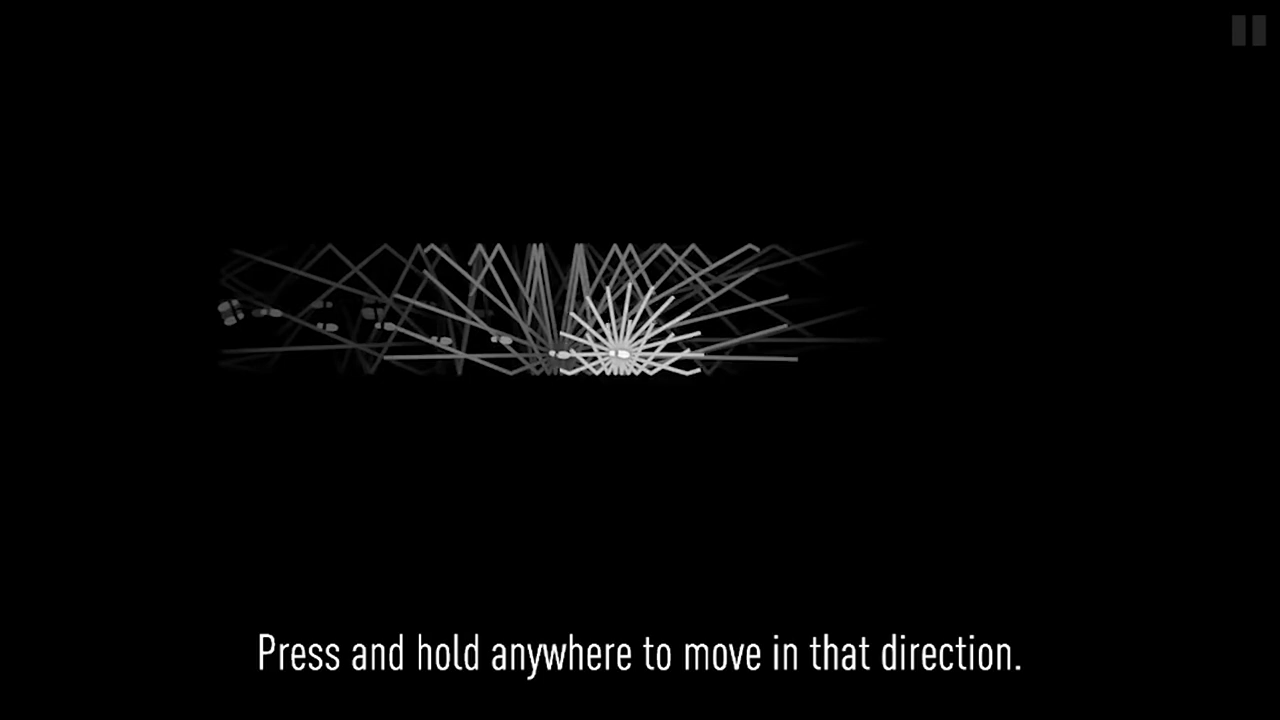 Press and hold anywhere to move in that direction.